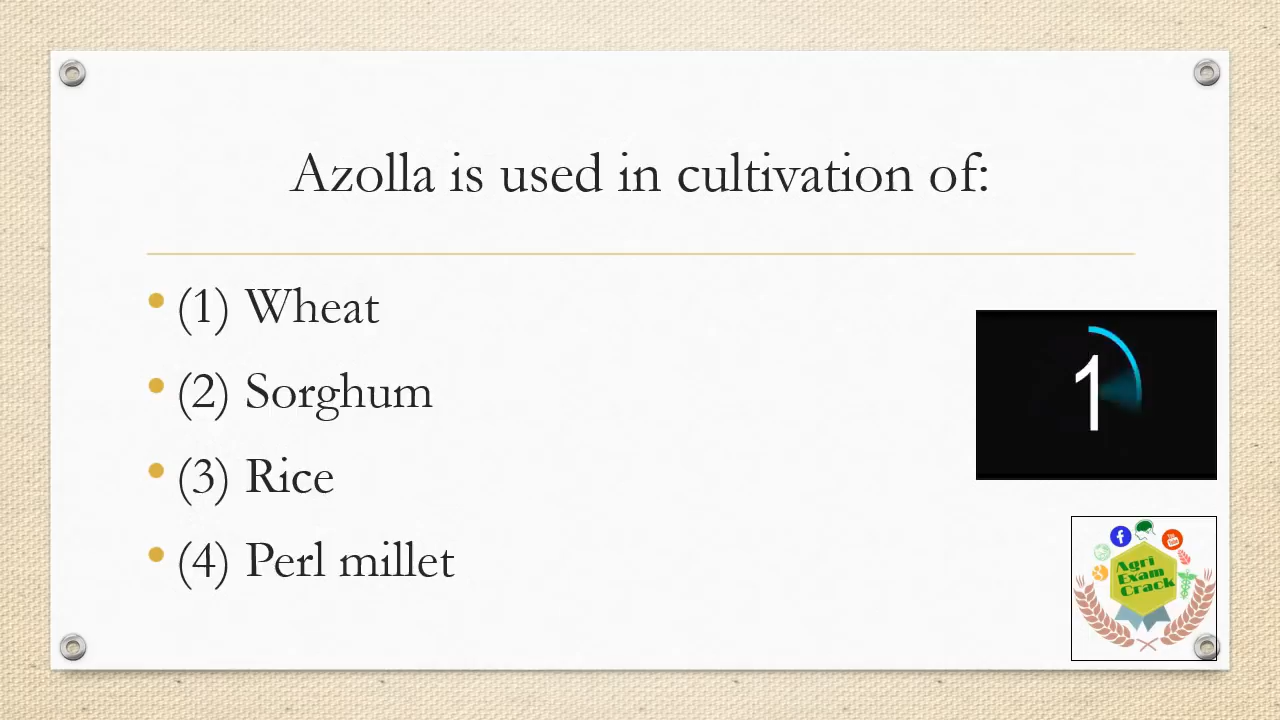 Azolla is used in cultivation of:
• (1) Wheat
• (2) Sorghum
• (3) Rice
• (4) Perl millet
1
f
You
Agri
Exam
Crack